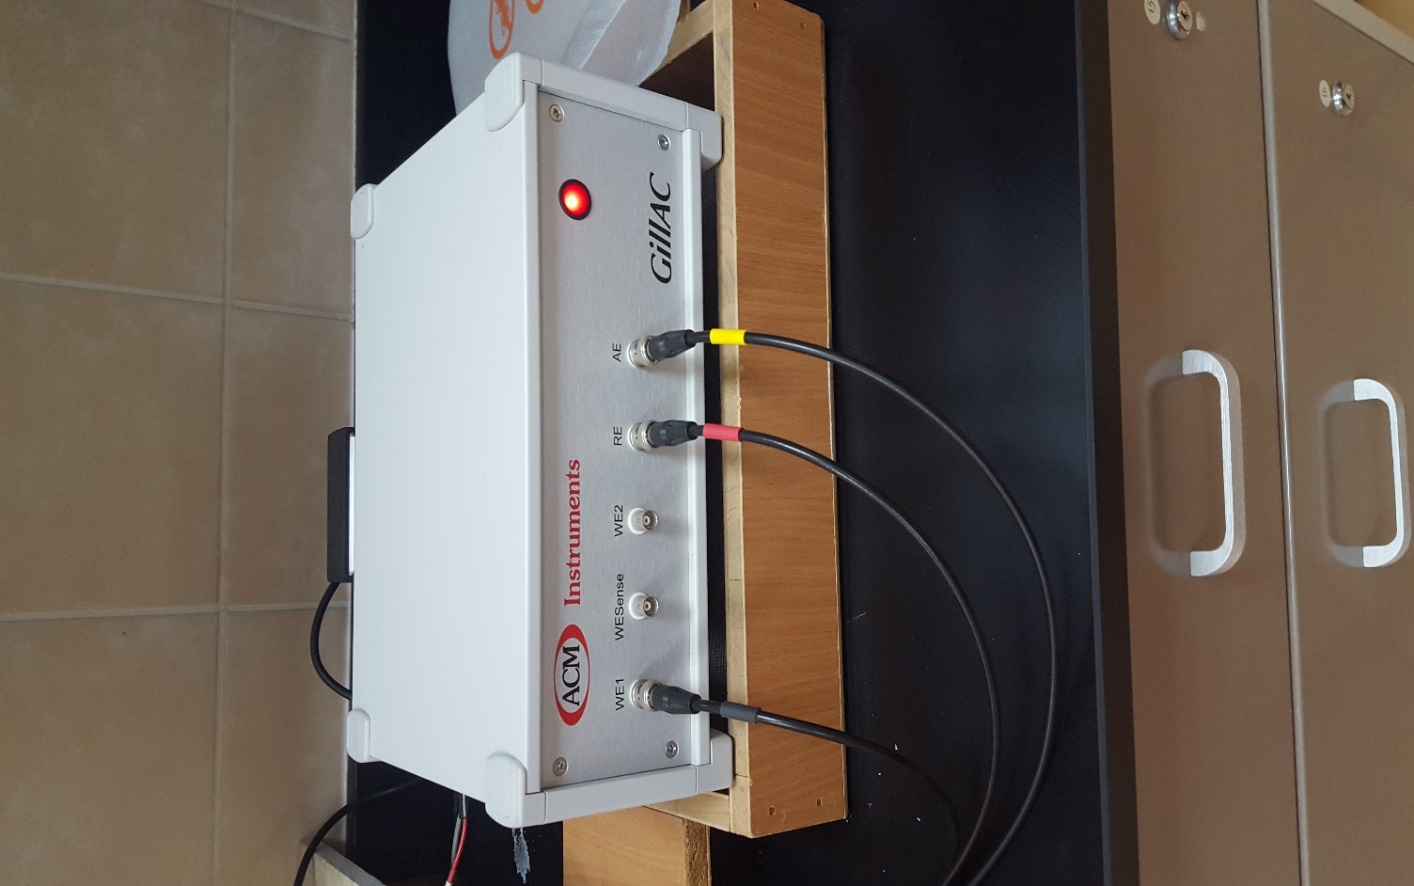 ACM Instruments
WE1 WESense WE2 RE AE
GillAC